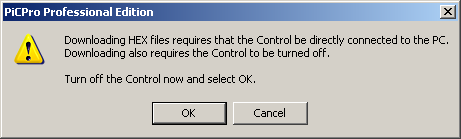 PiCPro Professional Edition
Downloading HEX files requires that the Control be directly connected to the PC.
Downloading also requires the Control to be turned off.
Turn off the Control now and select OK.
OK
Cancel